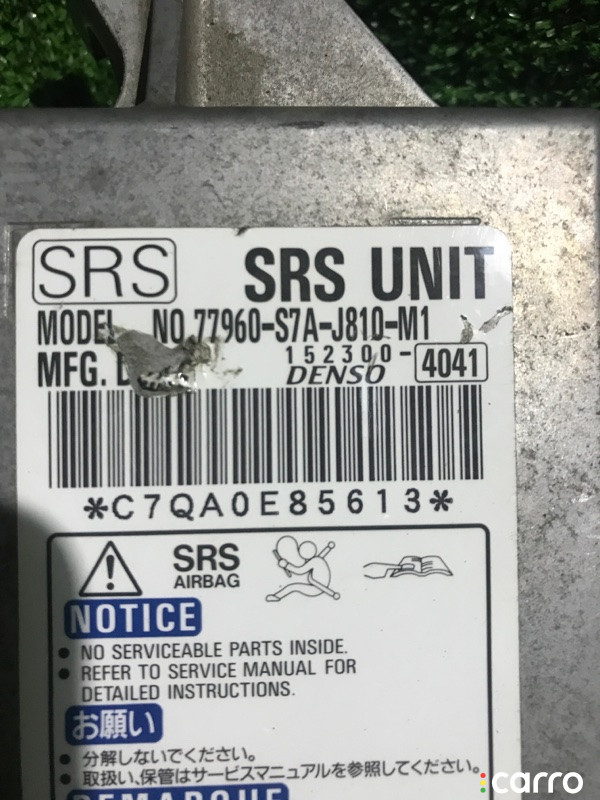 SRS SRS UNIT
MODEL NO.77960-S7A-J810-M1
MFG. 152300-
DENSO 4041
*C7QA0E85613*
SRS
AIRBAG
NOTICE
● NO SERVICEABLE PARTS INSIDE.
● REFER TO SERVICE MANUAL FOR
DETAILED INSTRUCTIONS.
お願い
● 分解しないでください。
● 取扱い、保管はサービスマニュアルを参照してください。
REMARQUE
carro